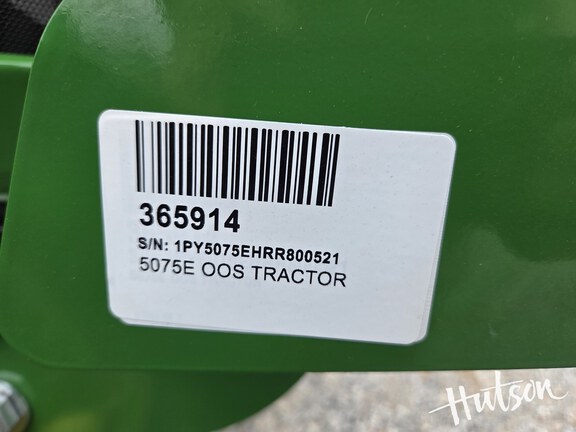 365914
S/N: 1PY5075EHRR800521
5075E OOS TRACTOR
Hutson